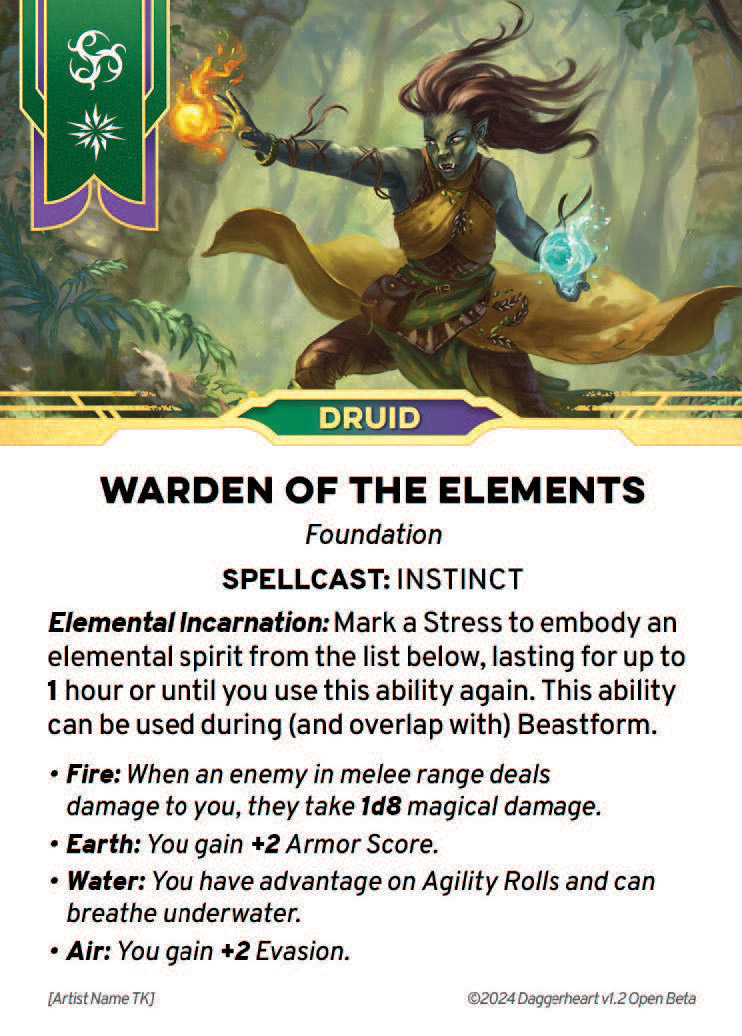 DRUID
WARDEN OF THE ELEMENTS
Foundation
SPELLCAST: INSTINCT
Elemental Incarnation: Mark a Stress to embody an
elemental spirit from the list below, lasting for up to
1 hour or until you use this ability again. This ability
can be used during (and overlap with) Beastform.
• Fire: When an enemy in melee range deals
damage to you, they take 1d8 magical damage.
• Earth: You gain +2 Armor Score.
• Water: You have advantage on Agility Rolls and can
breathe underwater.
• Air: You gain +2 Evasion.
[Artist Name TK]
©2024 Daggerheart v1.2 Open Beta